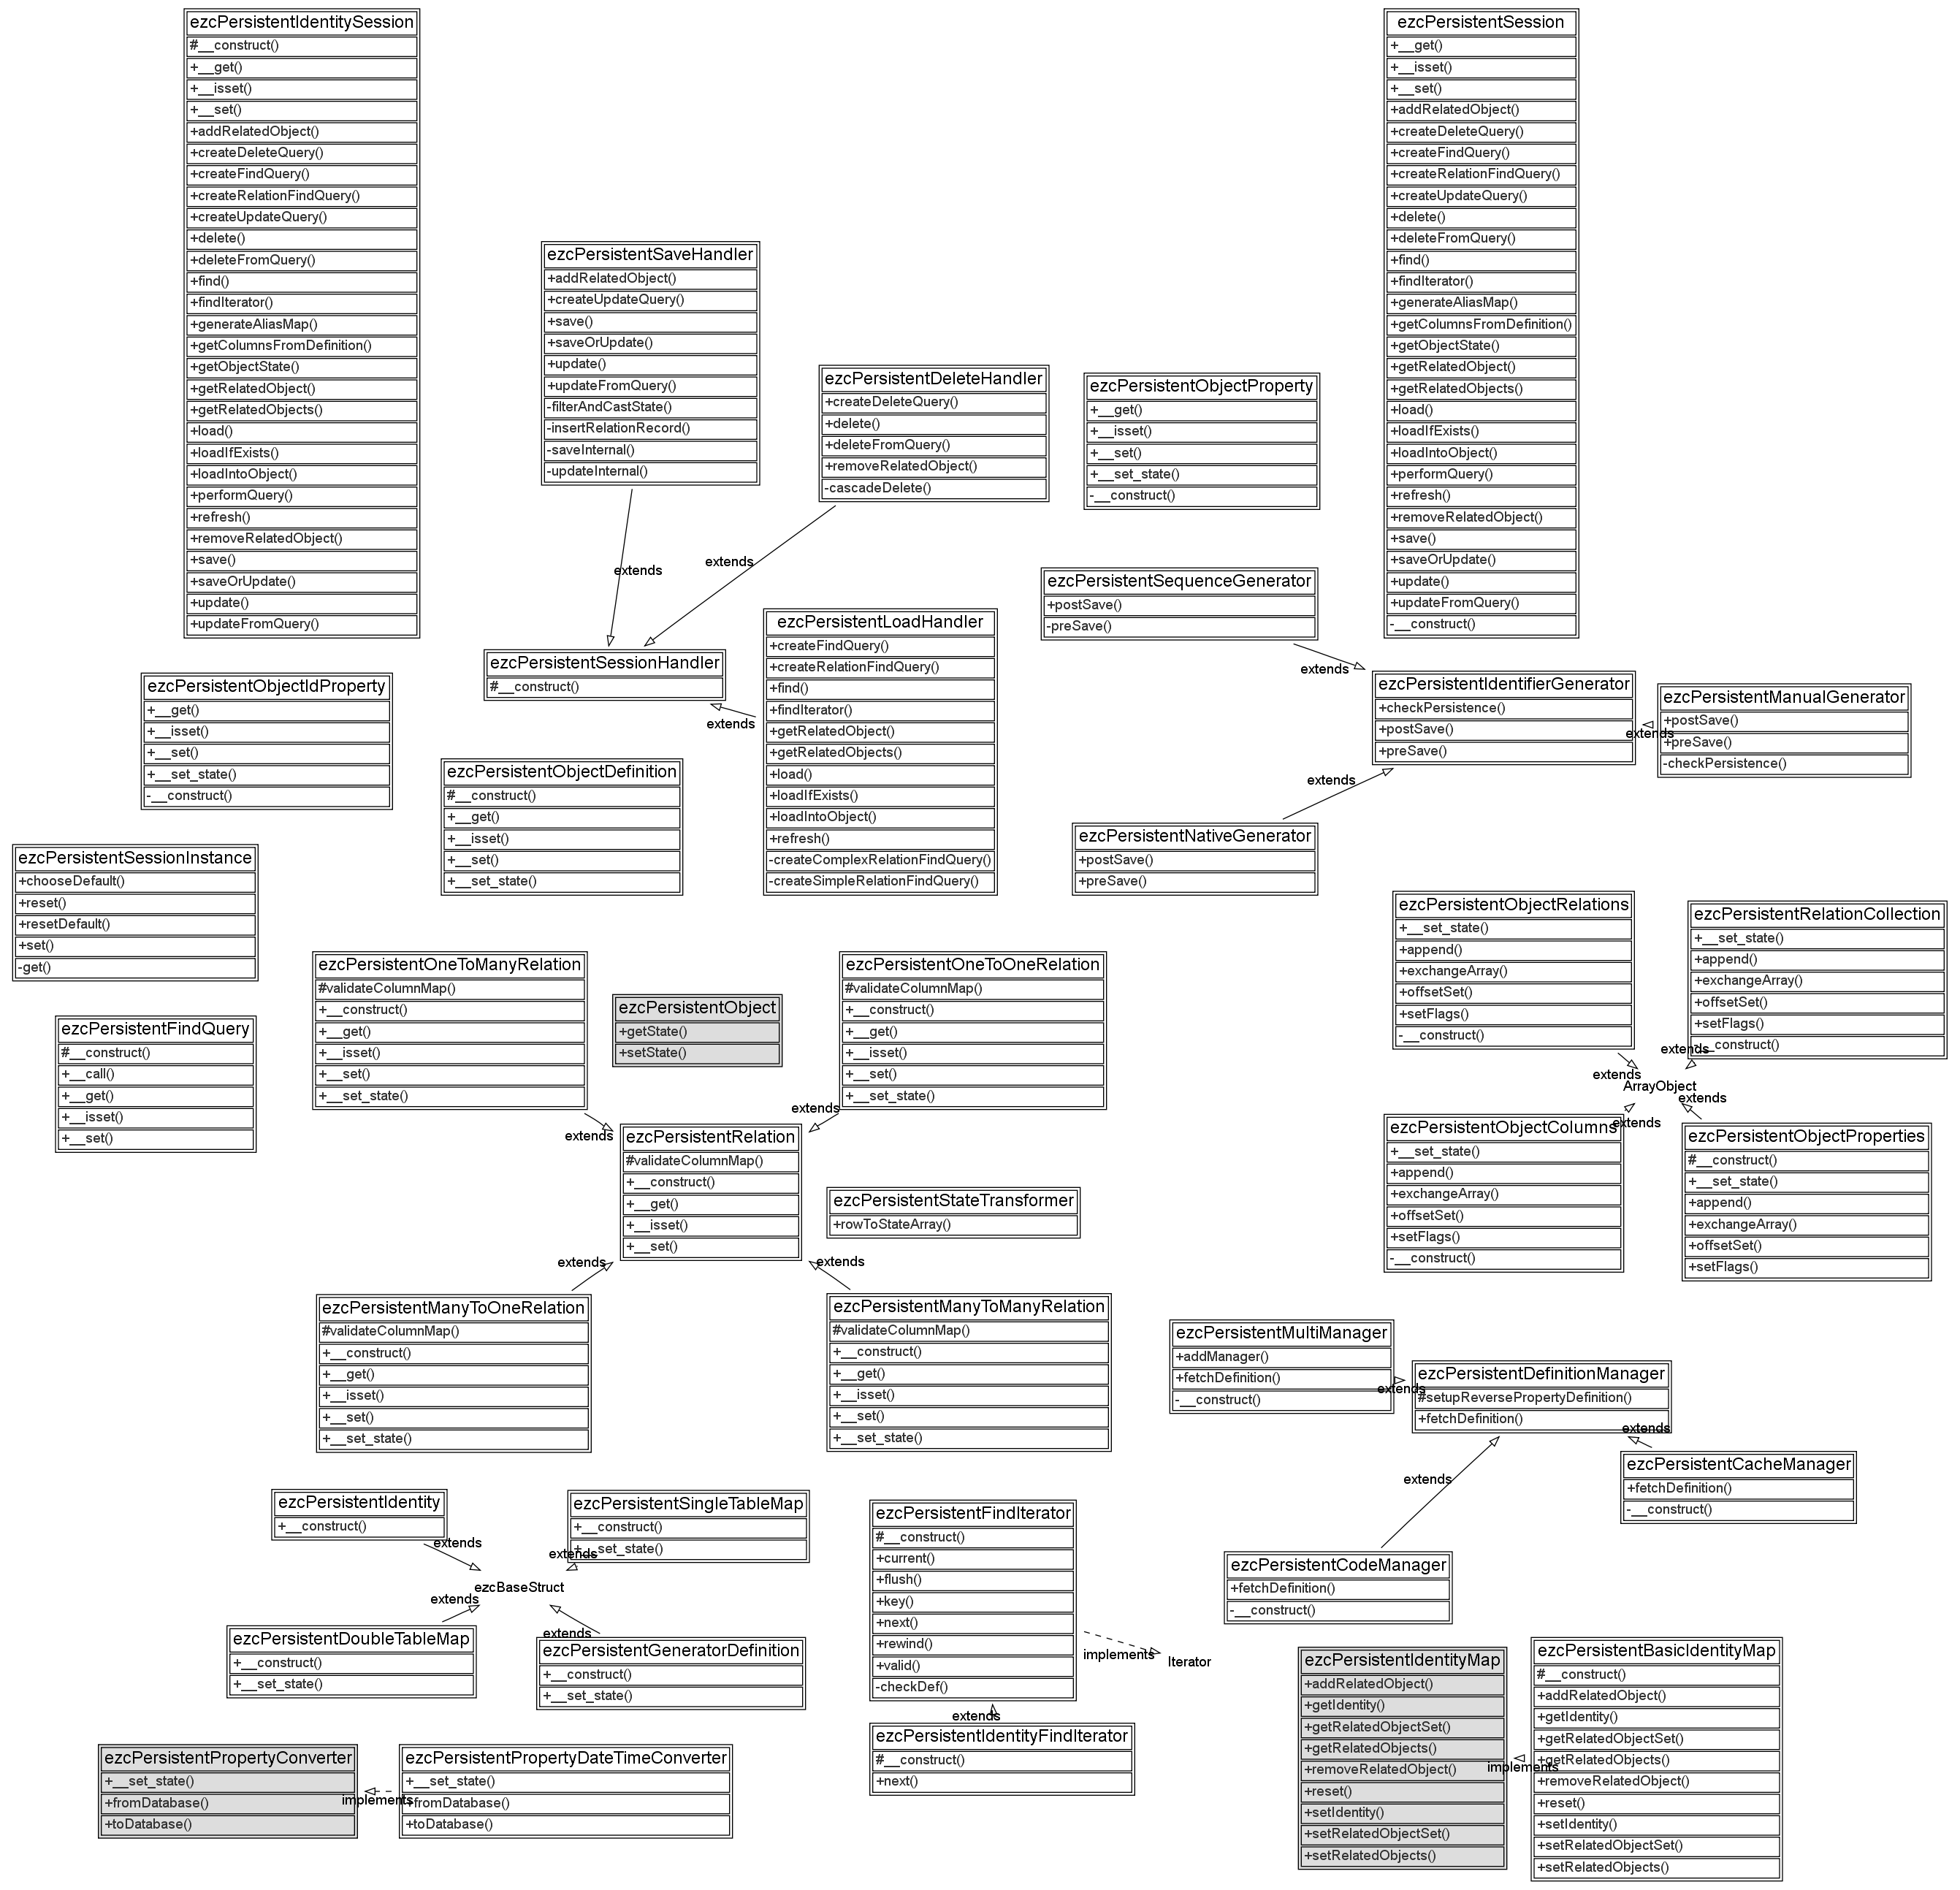 ezcPersistentIdentitySession
#__construct()
+__get()
+__isset()
+__set()
+addRelatedObject()
+createDeleteQuery()
+createFindQuery()
+createRelationFindQuery()
+createUpdateQuery()
+delete()
+deleteFromQuery()
+find()
+findIterator()
+generateAliasMap()
+getColumnsFromDefinition()
+getObjectState()
+getRelatedObject()
+getRelatedObjects()
+load()
+loadIfExists()
+loadIntoObject()
+performQuery()
+refresh()
+removeRelatedObject()
+save()
+saveOrUpdate()
+update()
+updateFromQuery()
ezcPersistentSession
+__get()
+__isset()
+__set()
+addRelatedObject()
+createDeleteQuery()
+createFindQuery()
+createRelationFindQuery()
+createUpdateQuery()
+delete()
+deleteFromQuery()
+find()
+findIterator()
+generateAliasMap()
+getColumnsFromDefinition()
+getObjectState()
+getRelatedObject()
+getRelatedObjects()
+load()
+loadIfExists()
+loadIntoObject()
+performQuery()
+refresh()
+removeRelatedObject()
+save()
+saveOrUpdate()
+update()
+updateFromQuery()
-__construct()
ezcPersistentSaveHandler
+addRelatedObject()
+createUpdateQuery()
+save()
+saveOrUpdate()
+update()
+updateFromQuery()
-filterAndCastState()
-insertRelationRecord()
-saveInternal()
-updateInternal()
ezcPersistentDeleteHandler
+createDeleteQuery()
+delete()
+deleteFromQuery()
+removeRelatedObject()
-cascadeDelete()
ezcPersistentObjectProperty
+__get()
+__isset()
+__set()
+__set_state()
-__construct()
extends
extends
ezcPersistentSequenceGenerator
+postSave()
-preSave()
ezcPersistentSessionHandler
#__construct()
ezcPersistentLoadHandler
+createFindQuery()
+createRelationFindQuery()
+find()
+findIterator()
+getRelatedObject()
+getRelatedObjects()
+load()
+loadIfExists()
+loadIntoObject()
+refresh()
-createComplexRelationFindQuery()
-createSimpleRelationFindQuery()
extends
extends
ezcPersistentIdentifierGenerator
+checkPersistence()
+postSave()
+preSave()
extends
ezcPersistentManualGenerator
+postSave()
+preSave()
-checkPersistence()
extends
ezcPersistentNativeGenerator
+postSave()
+preSave()
ezcPersistentObjectIdProperty
+__get()
+__isset()
+__set()
+__set_state()
-__construct()
ezcPersistentObjectDefinition
#__construct()
+__get()
+__isset()
+__set()
+__set_state()
ezcPersistentSessionInstance
+chooseDefault()
+reset()
+resetDefault()
+set()
-get()
ezcPersistentFindQuery
#__construct()
+__call()
+__get()
+__isset()
+__set()
ezcPersistentOneToManyRelation
#validateColumnMap()
+__construct()
+__get()
+__isset()
+__set()
+__set_state()
ezcPersistentObject
+getState()
+setState()
ezcPersistentOneToOneRelation
#validateColumnMap()
+__construct()
+__get()
+__isset()
+__set()
+__set_state()
extends
extends
ezcPersistentRelation
#validateColumnMap()
+__construct()
+__get()
+__isset()
+__set()
ezcPersistentStateTransformer
+rowToStateArray()
extends
extends
ezcPersistentManyToOneRelation
#validateColumnMap()
+__construct()
+__get()
+__isset()
+__set()
+__set_state()
ezcPersistentManyToManyRelation
#validateColumnMap()
+__construct()
+__get()
+__isset()
+__set()
+__set_state()
ezcPersistentObjectRelations
+__set_state()
+append()
+exchangeArray()
+offsetSet()
+setFlags()
-__construct()
ezcPersistentRelationCollection
+__set_state()
+append()
+exchangeArray()
+offsetSet()
+setFlags()
-__construct()
extends
extends
ArrayObject
extends
extends
ezcPersistentObjectColumns
+__set_state()
+append()
+exchangeArray()
+offsetSet()
+setFlags()
-__construct()
ezcPersistentObjectProperties
#__construct()
+__set_state()
+append()
+exchangeArray()
+offsetSet()
+setFlags()
ezcPersistentMultiManager
+addManager()
+fetchDefinition()
-__construct()
extends
ezcPersistentDefinitionManager
#setupReversePropertyDefinition()
+fetchDefinition()
extends
ezcPersistentCacheManager
+fetchDefinition()
-__construct()
extends
ezcPersistentCodeManager
+fetchDefinition()
-__construct()
ezcPersistentIdentity
+__construct()
ezcPersistentSingleTableMap
+__construct()
+__set_state()
extends
extends
ezcBaseStruct
extends
extends
ezcPersistentDoubleTableMap
+__construct()
+__set_state()
ezcPersistentGeneratorDefinition
+__construct()
+__set_state()
ezcPersistentFindIterator
#__construct()
+current()
+flush()
+key()
+next()
+rewind()
+valid()
-checkDef()
implements
Iterator
extends
ezcPersistentIdentityFindIterator
#__construct()
+next()
ezcPersistentPropertyConverter
+__set_state()
+fromDatabase()
+toDatabase()
implements
ezcPersistentPropertyDateTimeConverter
+__set_state()
+fromDatabase()
+toDatabase()
ezcPersistentIdentityMap
+addRelatedObject()
+getIdentity()
+getRelatedObjectSet()
+getRelatedObjects()
+removeRelatedObject()
+reset()
+setIdentity()
+setRelatedObjectSet()
+setRelatedObjects()
implements
ezcPersistentBasicIdentityMap
#__construct()
+addRelatedObject()
+getIdentity()
+getRelatedObjectSet()
+getRelatedObjects()
+removeRelatedObject()
+reset()
+setIdentity()
+setRelatedObjectSet()
+setRelatedObjects()